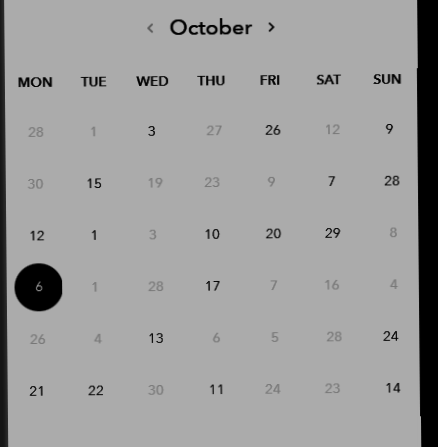 ‹ October ›
MON TUE WED THU FRI SAT SUN
28 1 3 27 26 12 9
30 15 19 23 9 7 28
12 1 3 10 20 29 8
6 1 28 17 7 16 4
26 4 13 6 5 28 24
21 22 30 11 24 23 14